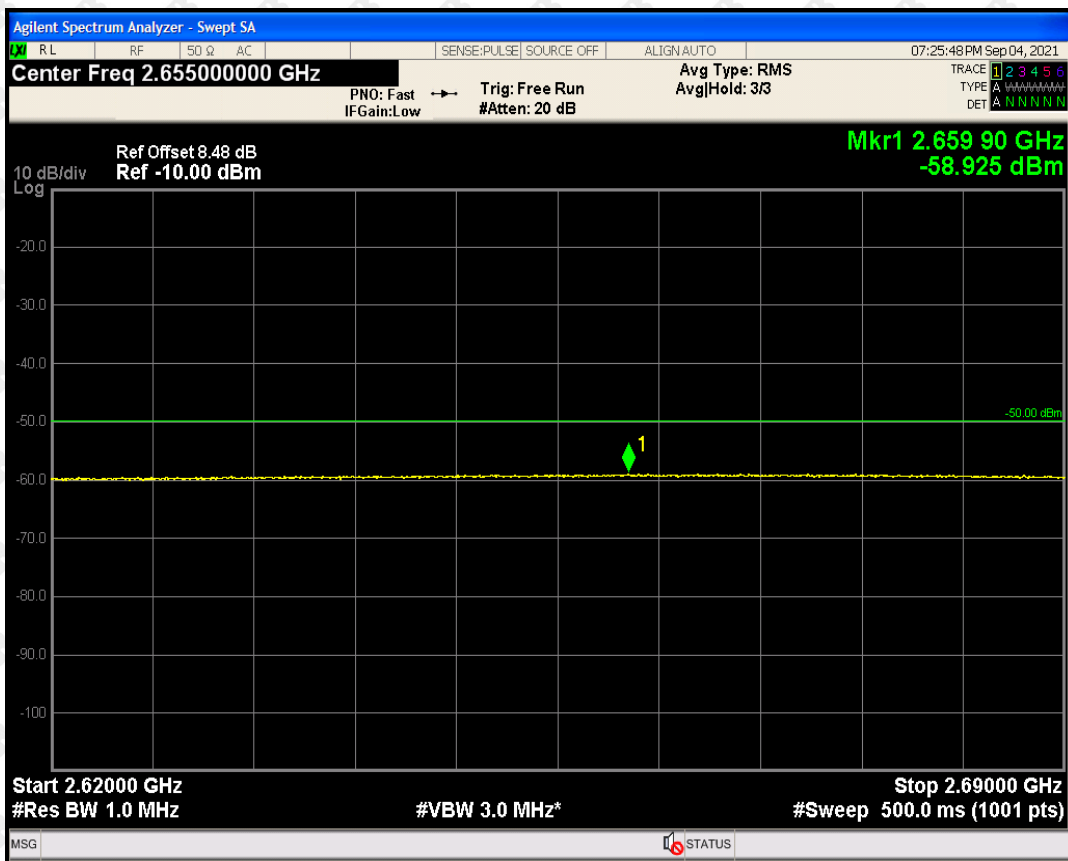 Agilent Spectrum Analyzer - Swept SA
LXI RL RF 50 Ω AC SENSE:PULSE SOURCE OFF ALIGN AUTO 07:25:48 PM Sep 04, 2021
Center Freq 2.655000000 GHz
PNO: Fast
IFGain:Low
Trig: Free Run
#Atten: 20 dB
Avg Type: RMS
Avg|Hold: 3/3
TRACE 1 2 3 4 5 6
TYPE A WWWWW
DET A N N N N N
Mkr1 2.659 90 GHz
-58.925 dBm
Ref Offset 8.48 dB
10 dB/div Ref -10.00 dBm
Log
-20.0
-30.0
-40.0
-50.0
-50.00 dBm
1
-60.0
-70.0
-80.0
-90.0
-100
Start 2.62000 GHz Stop 2.69000 GHz
#Res BW 1.0 MHz #VBW 3.0 MHz* #Sweep 500.0 ms (1001 pts)
MSG STATUS